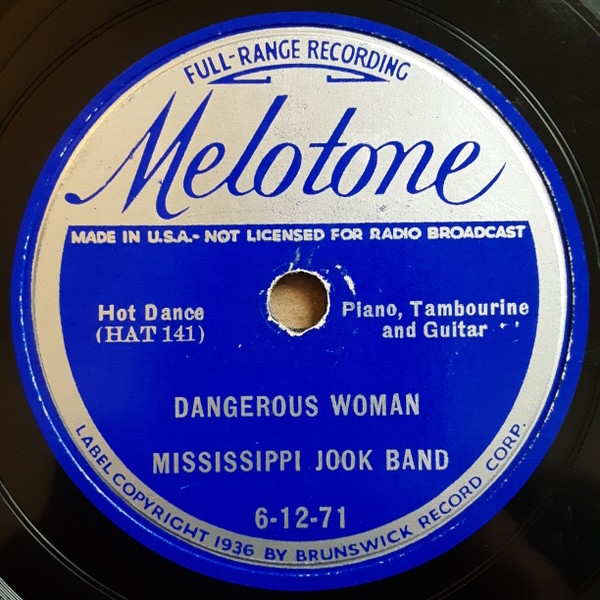 FULL-RANGE RECORDING
Melotone
MADE IN U.S.A.- NOT LICENSED FOR RADIO BROADCAST
Hot Dance
(HAT 141)
Piano, Tambourine
and Guitar
DANGEROUS WOMAN
MISSISSIPPI JOOK BAND
6-12-71
LABEL COPYRIGHT 1936 BY BRUNSWICK RECORD CORP.